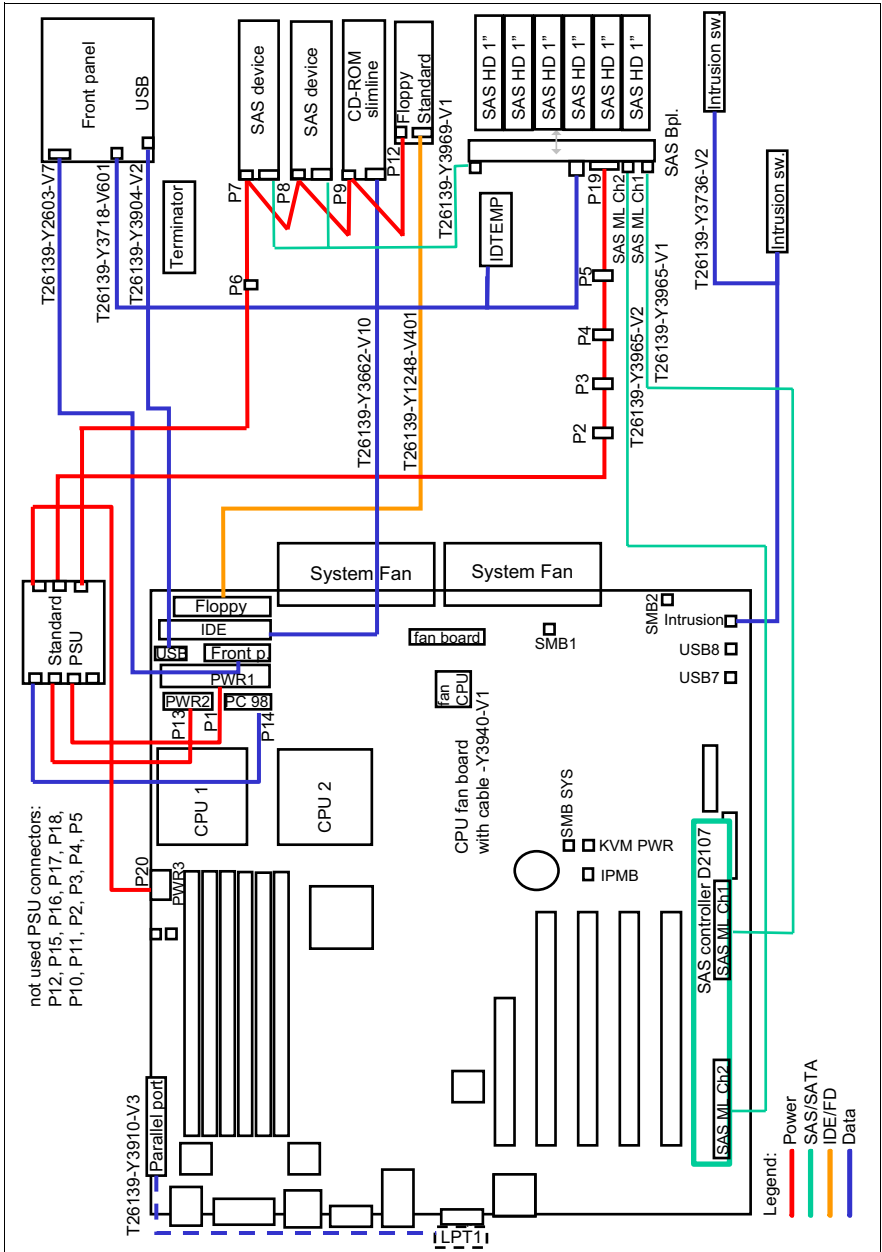 Front panel
USB
T26139-Y2603-V7
T26139-Y3718-V601
T26139-Y3904-V2
Terminator
SAS device
SAS device
CD-ROM
slimline
Floppy
Standard
P7
P8
P9
P12
P6
T26139-Y3969-V1
SAS HD 1”
SAS HD 1”
SAS HD 1”
SAS HD 1”
SAS HD 1”
SAS HD 1”
SAS Bpl.
P19
SAS ML Ch2
SAS ML Ch1
IDTEMP
P5
P4
P3
P2
T26139-Y3965-V2
T26139-Y3965-V1
Intrusion sw.
T26139-Y3736-V2
Intrusion sw.
T26139-Y3662-V10
T26139-Y1248-V401
Standard
PSU
System Fan
System Fan
Floppy
IDE
USB
Front p.
PWR1
PWR2
PC 98
P13
P1
P14
fan board
SMB1
SMB2
Intrusion
USB8
USB7
fan
CPU
CPU fan board
with cable -Y3940-V1
CPU 1
CPU 2
not used PSU connectors:
P12, P15, P16, P17, P18,
P10, P11, P2, P3, P4, P5
P20
PWR3
SMB SYS
KVM PWR
IPMB
SAS controller D2107
SAS ML Ch1
SAS ML Ch2
T26139-Y3910-V3
Parallel port
LPT1
Legend:
Power
SAS/SATA
IDE/FD
Data